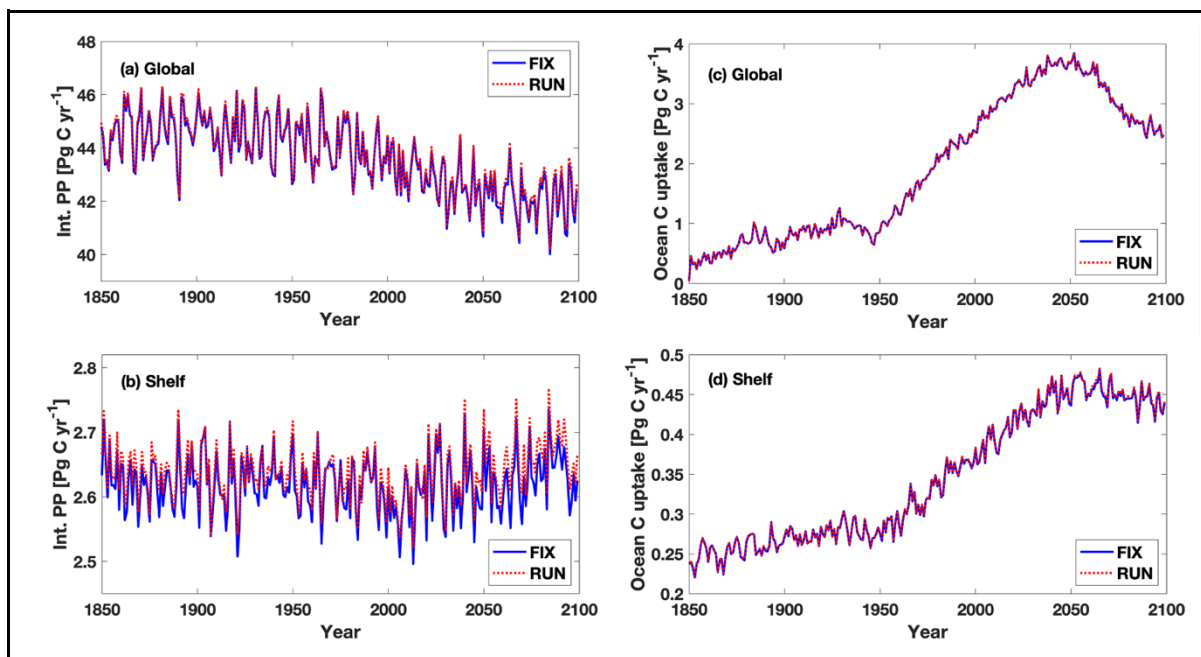 (a) Global
FIX
RUN
48
46
44
42
40
Int. PP [Pg C yr⁻¹]
1850 1900 1950 2000 2050 2100
Year
(c) Global
FIX
RUN
4
3
2
1
0
Ocean C uptake [Pg C yr⁻¹]
1850 1900 1950 2000 2050 2100
Year
(b) Shelf
FIX
RUN
2.8
2.7
2.6
2.5
Int. PP [Pg C yr⁻¹]
1850 1900 1950 2000 2050 2100
Year
(d) Shelf
FIX
RUN
0.5
0.45
0.4
0.35
0.3
0.25
0.2
Ocean C uptake [Pg C yr⁻¹]
1850 1900 1950 2000 2050 2100
Year